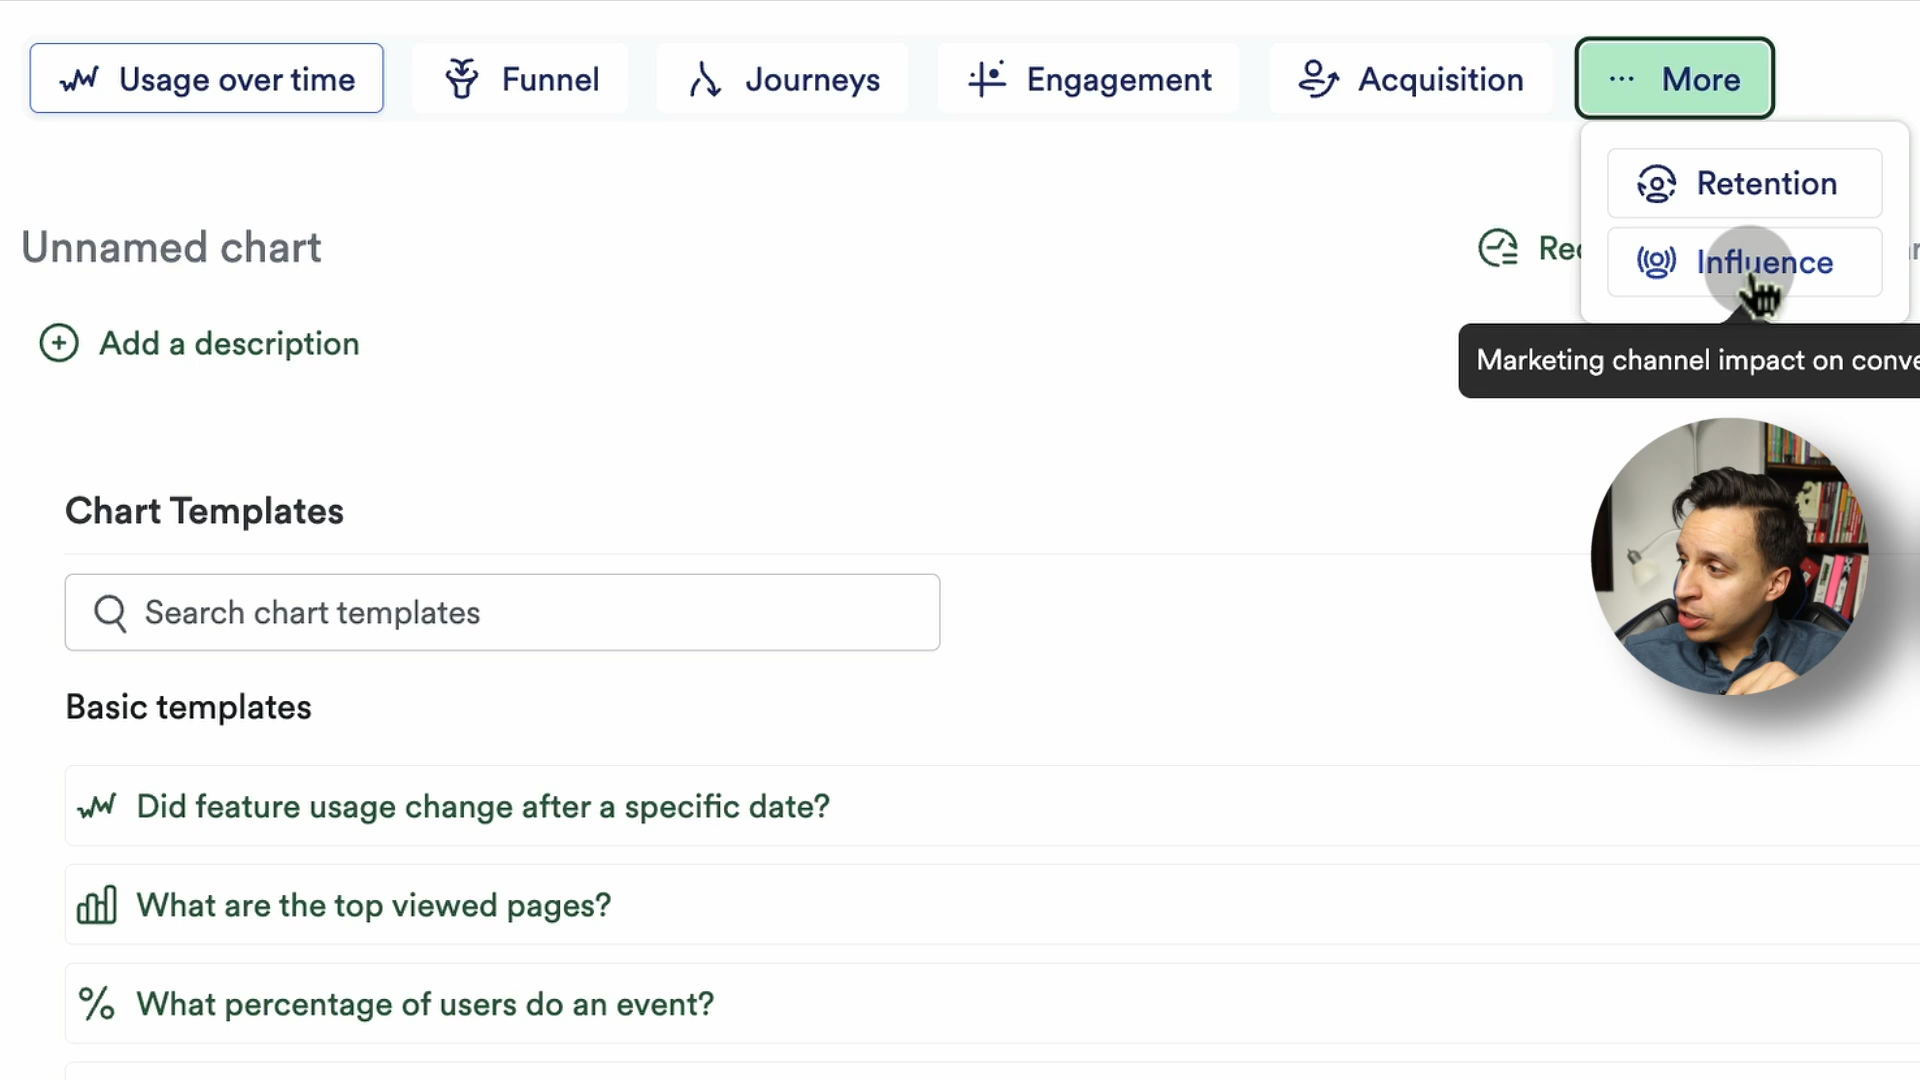 Usage over time
Funnel
Journeys
Engagement
Acquisition
More
Retention
Influence
Unnamed chart
Add a description
Marketing channel impact on
Chart Templates
Search chart templates
Basic templates
Did feature usage change after a specific date?
What are the top viewed pages?
What percentage of users do an event?